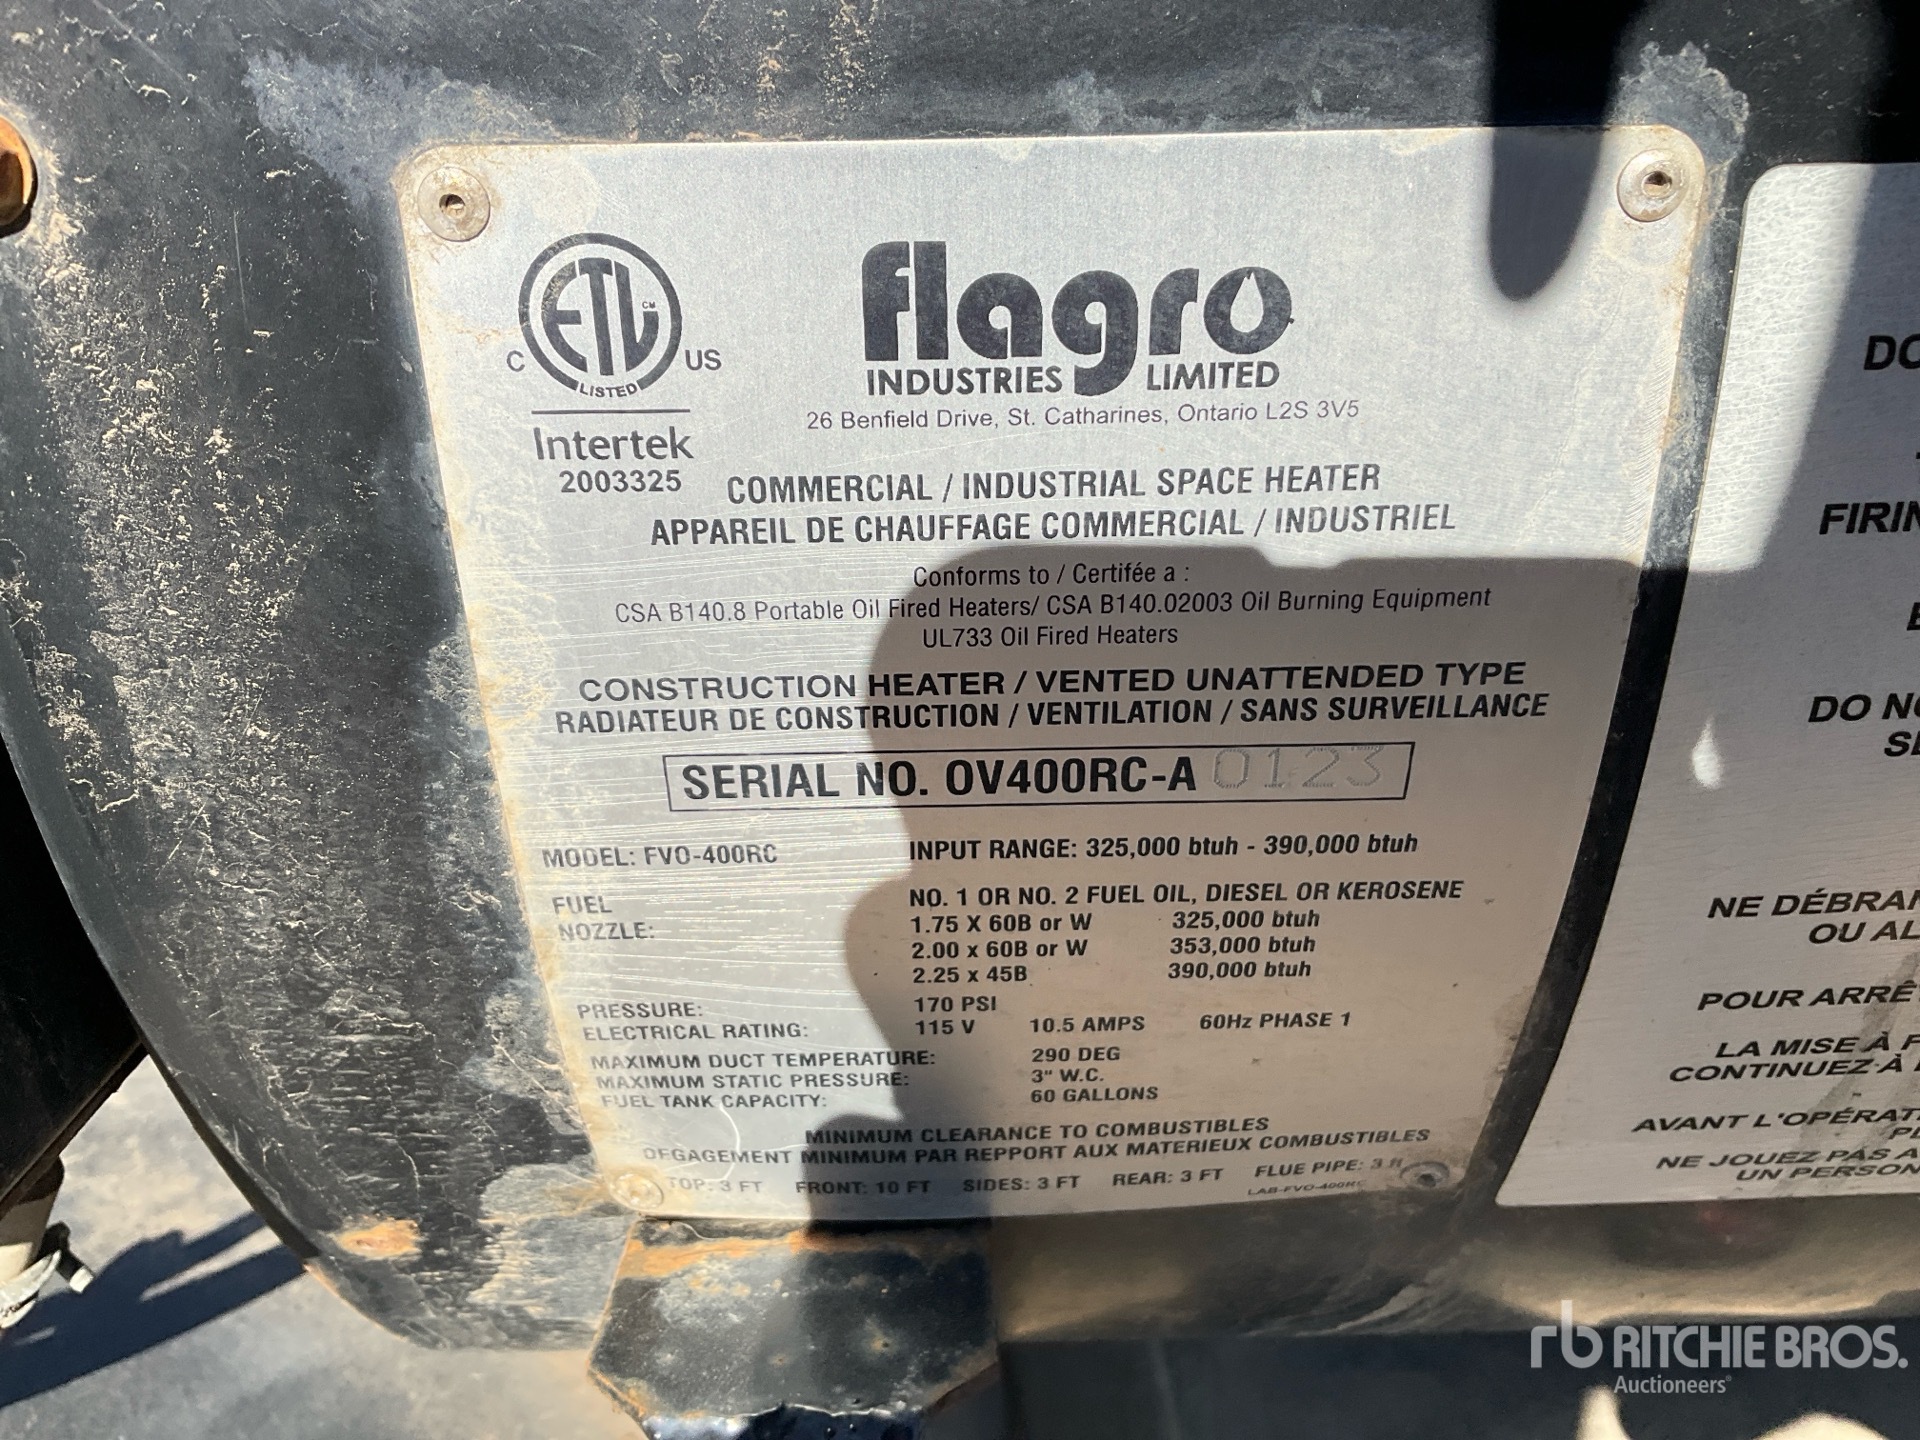 C ETL CM US
LISTED
Intertek
2003325
flagro
INDUSTRIES LIMITED
26 Benfield Drive, St. Catharines, Ontario L2S 3V5
COMMERCIAL / INDUSTRIAL SPACE HEATER
APPAREIL DE CHAUFFAGE COMMERCIAL / INDUSTRIEL
Conforms to / Certifée a :
CSA B140.8 Portable Oil Fired Heaters/ CSA B140.02003 Oil Burning Equipment
UL733 Oil Fired Heaters
CONSTRUCTION HEATER / VENTED UNATTENDED TYPE
RADIATEUR DE CONSTRUCTION / VENTILATION / SANS SURVEILLANCE
SERIAL NO. OV400RC-A 0123
MODEL: FVO-400RC INPUT RANGE: 325,000 btuh - 390,000 btuh
FUEL NO. 1 OR NO. 2 FUEL OIL, DIESEL OR KEROSENE
NOZZLE: 1.75 X 60B or W 325,000 btuh
2.00 x 60B or W 353,000 btuh
2.25 x 45B 390,000 btuh
PRESSURE: 170 PSI
ELECTRICAL RATING: 115 V 10.5 AMPS 60Hz PHASE 1
MAXIMUM DUCT TEMPERATURE: 290 DEG
MAXIMUM STATIC PRESSURE: 3" W.C.
FUEL TANK CAPACITY: 60 GALLONS
MINIMUM CLEARANCE TO COMBUSTIBLES
DEGAGEMENT MINIMUM PAR REPPORT AUX MATERIEUX COMBUSTIBLES
TOP: 3 FT FRONT: 10 FT SIDES: 3 FT REAR: 3 FT FLUE PIPE: 3 ft
LAB-FVO-400RC
DO
FIRIN
DO NO
SE
NE DÉBRAN
OU AL
POUR ARRÊ
LA MISE À F
CONTINUEZ À
AVANT L'OPÉRAT
PL
NE JOUEZ PAS A
UN PERSON
rb RITCHIE BROS.
Auctioneers